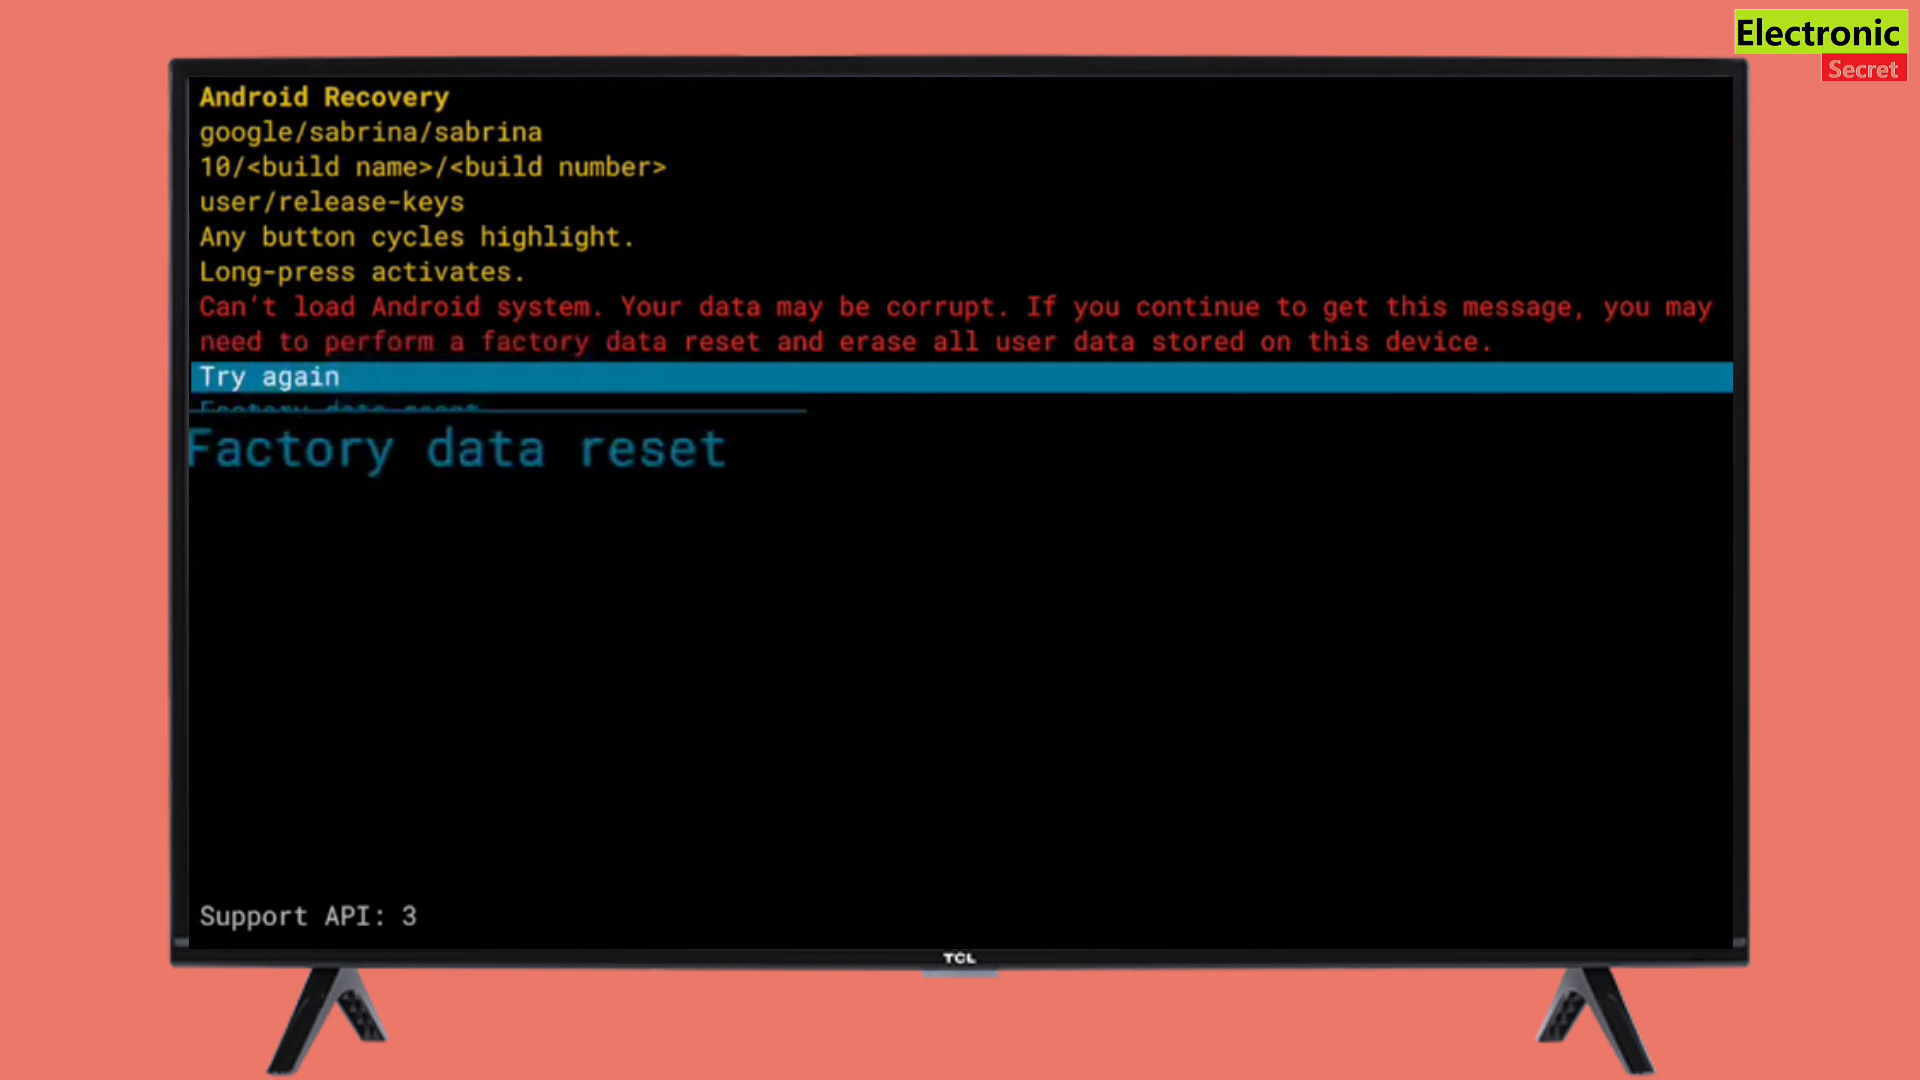 Electronic
Secret
Android Recovery
google/sabrina/sabrina
10/<build name>/<build number>
user/release-keys
Any button cycles highlight.
Long-press activates.
Can't load Android system. Your data may be corrupt. If you continue to get this message, you may
need to perform a factory data reset and erase all user data stored on this device.
Try again
Factory data reset
Factory data reset
Support API: 3
TCL